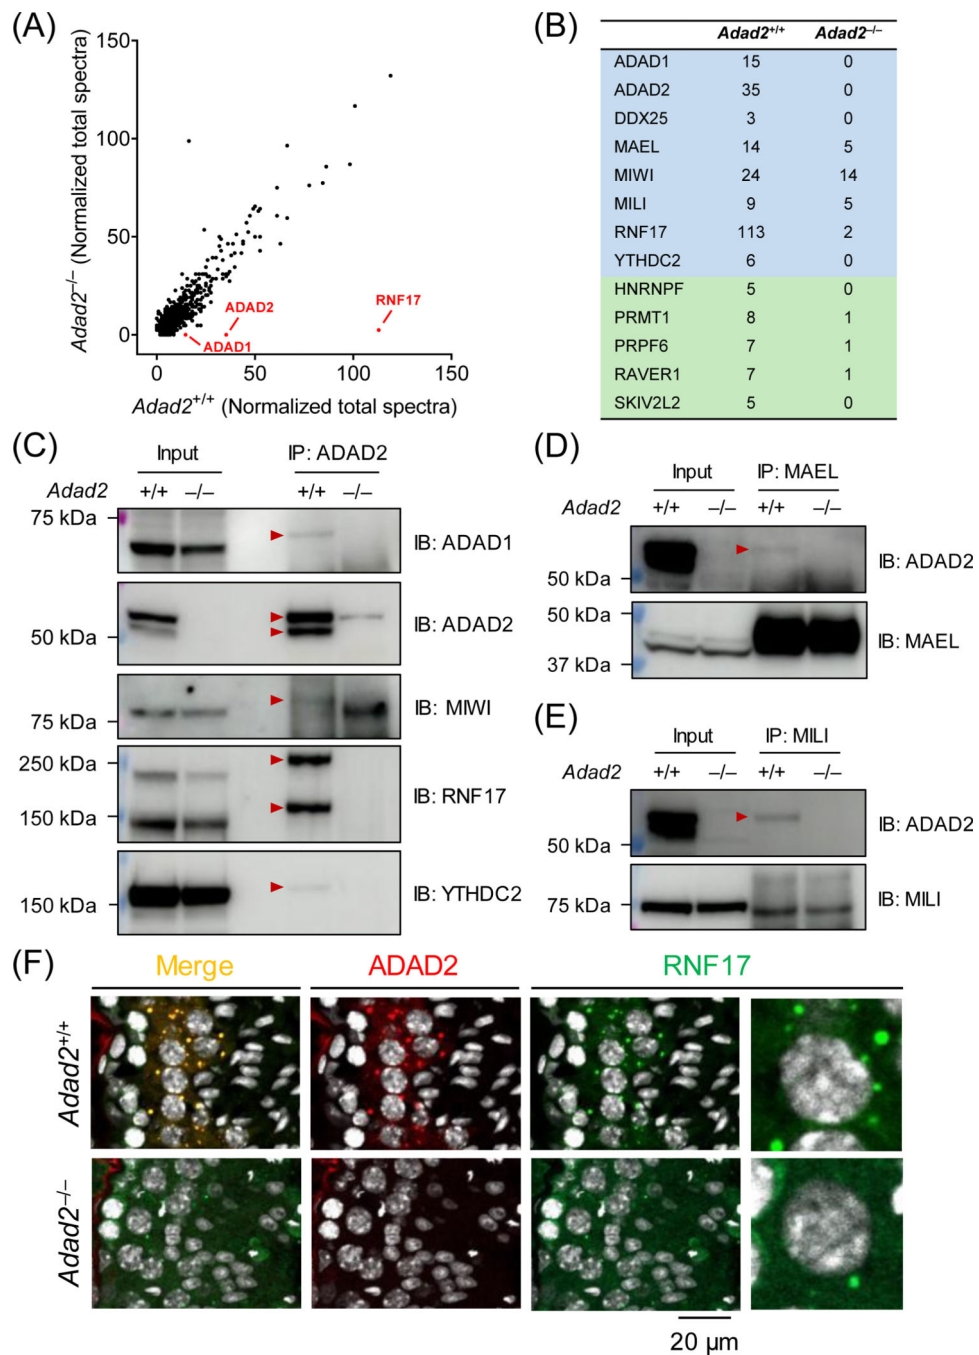 (A)
150
100
50
0
Adad2–/– (Normalized total spectra)
RNF17
ADAD2
ADAD1
0 50 100 150
Adad2+/+ (Normalized total spectra)
(B)
Adad2+/+ Adad2–/–
ADAD1 15 0
ADAD2 35 0
DDX25 3 0
MAEL 14 5
MIWI 24 14
MILI 9 5
RNF17 113 2
YTHDC2 6 0
HNRNPF 5 0
PRMT1 8 1
PRPF6 7 1
RAVER1 7 1
SKIV2L2 5 0
(C)
Input IP: ADAD2
Adad2 +/+ –/– +/+ –/–
75 kDa
IB: ADAD1
50 kDa
IB: ADAD2
75 kDa
IB: MIWI
250 kDa
150 kDa
IB: RNF17
150 kDa
IB: YTHDC2
(D)
Input IP: MAEL
Adad2 +/+ –/– +/+ –/–
50 kDa
IB: ADAD2
50 kDa
37 kDa
IB: MAEL
(E)
Input IP: MILI
Adad2 +/+ –/– +/+ –/–
50 kDa
IB: ADAD2
75 kDa
IB: MILI
(F)
Merge ADAD2 RNF17
Adad2+/+
Adad2–/–
20 μm